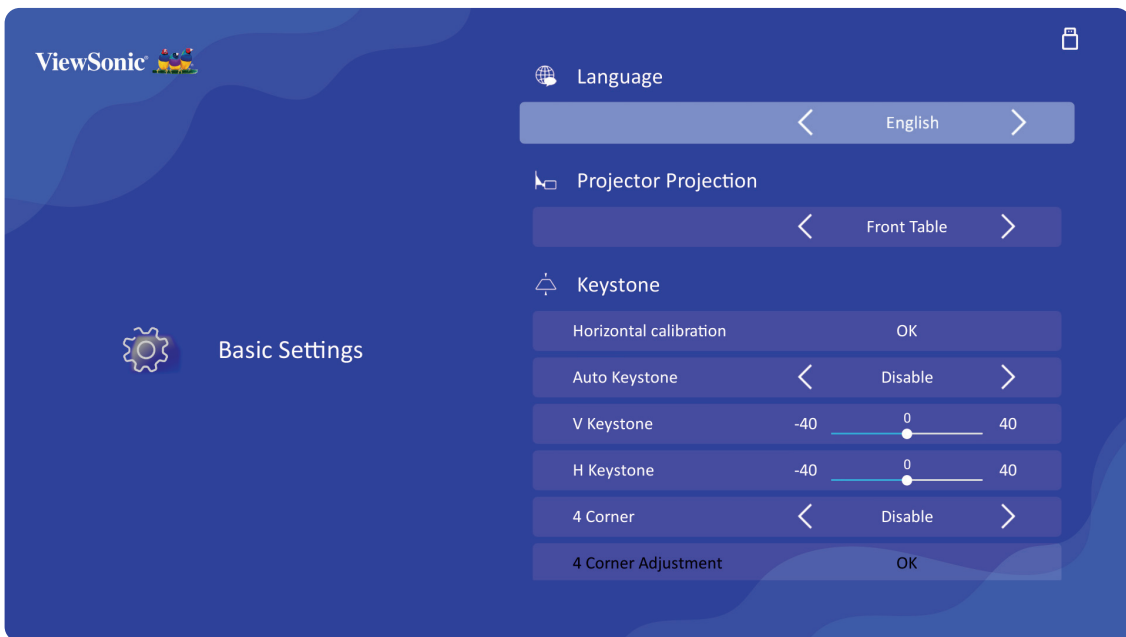 ViewSonic
Language
English
Projector Projection
Front Table
Keystone
Horizontal calibration OK
Basic Settings
Auto Keystone Disable
V Keystone -40 0 40
H Keystone -40 0 40
4 Corner Disable
4 Corner Adjustment OK